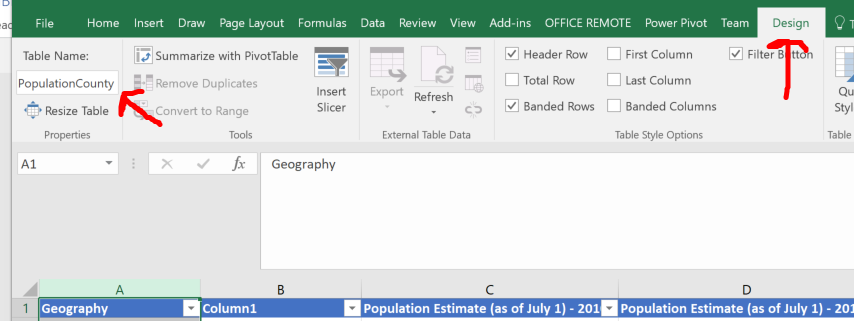 B
File Home Insert Draw Page Layout Formulas Data Review View Add-ins OFFICE REMOTE Power Pivot Team Design
Table Name:
PopulationCounty
Resize Table
Properties
Summarize with PivotTable
Remove Duplicates
Convert to Range
Insert
Slicer
Tools
Export
Refresh
External Table Data
Header Row First Column Filter Button
Total Row Last Column
Banded Rows Banded Columns
Table Style Options
Table
A1 fx Geography
A B C D
1 Geography Column1 Population Estimate (as of July 1) - 201 Population Estimate (as of July 1) - 201